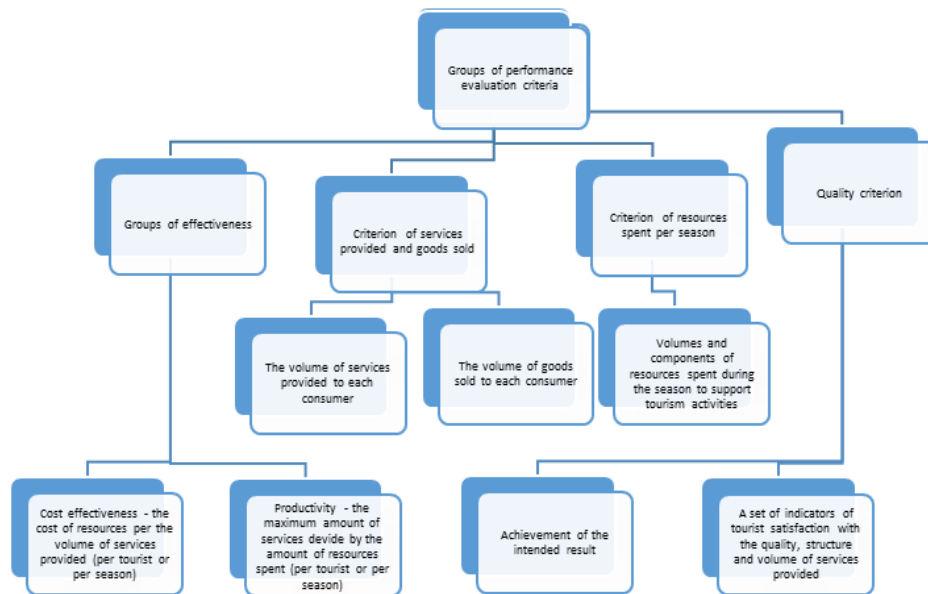 Groups of performance
evaluation criteria
Groups of effectiveness
Criterion of services
provided and goods sold
Criterion of resources
spent per season
Quality criterion
The volume of services
provided to each
consumer
The volume of goods
sold to each consumer
Volumes and
components of
resources spent during
the season to support
tourism activities
Cost effectiveness - the
cost of resources per the
volume of services
provided (per tourist or
per season)
Productivity - the
maximum amount of
services devide by the
amount of resources
spent (per tourist or per
season)
Achievement of the
intended result
A set of indicators of
tourist satisfaction with
the quality, structure
and volume of services
provided